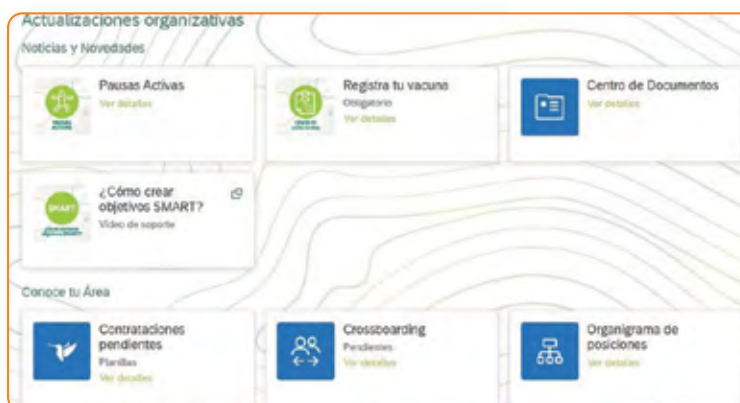 Actualizaciones organizativas
Noticias y Novedades
Pausas Activas
Ver detalles
Registra tu vacuna
Obligatorio
Ver detalles
Centro de Documentos
Ver detalles
SMART
¿Cómo crear
objetivos SMART?
Video de soporte
Conoce tu Área
Contrataciones
pendientes
Planillas
Ver detalles
Crossboarding
Pendientes
Ver detalles
Organigrama de
posiciones
Ver detalles